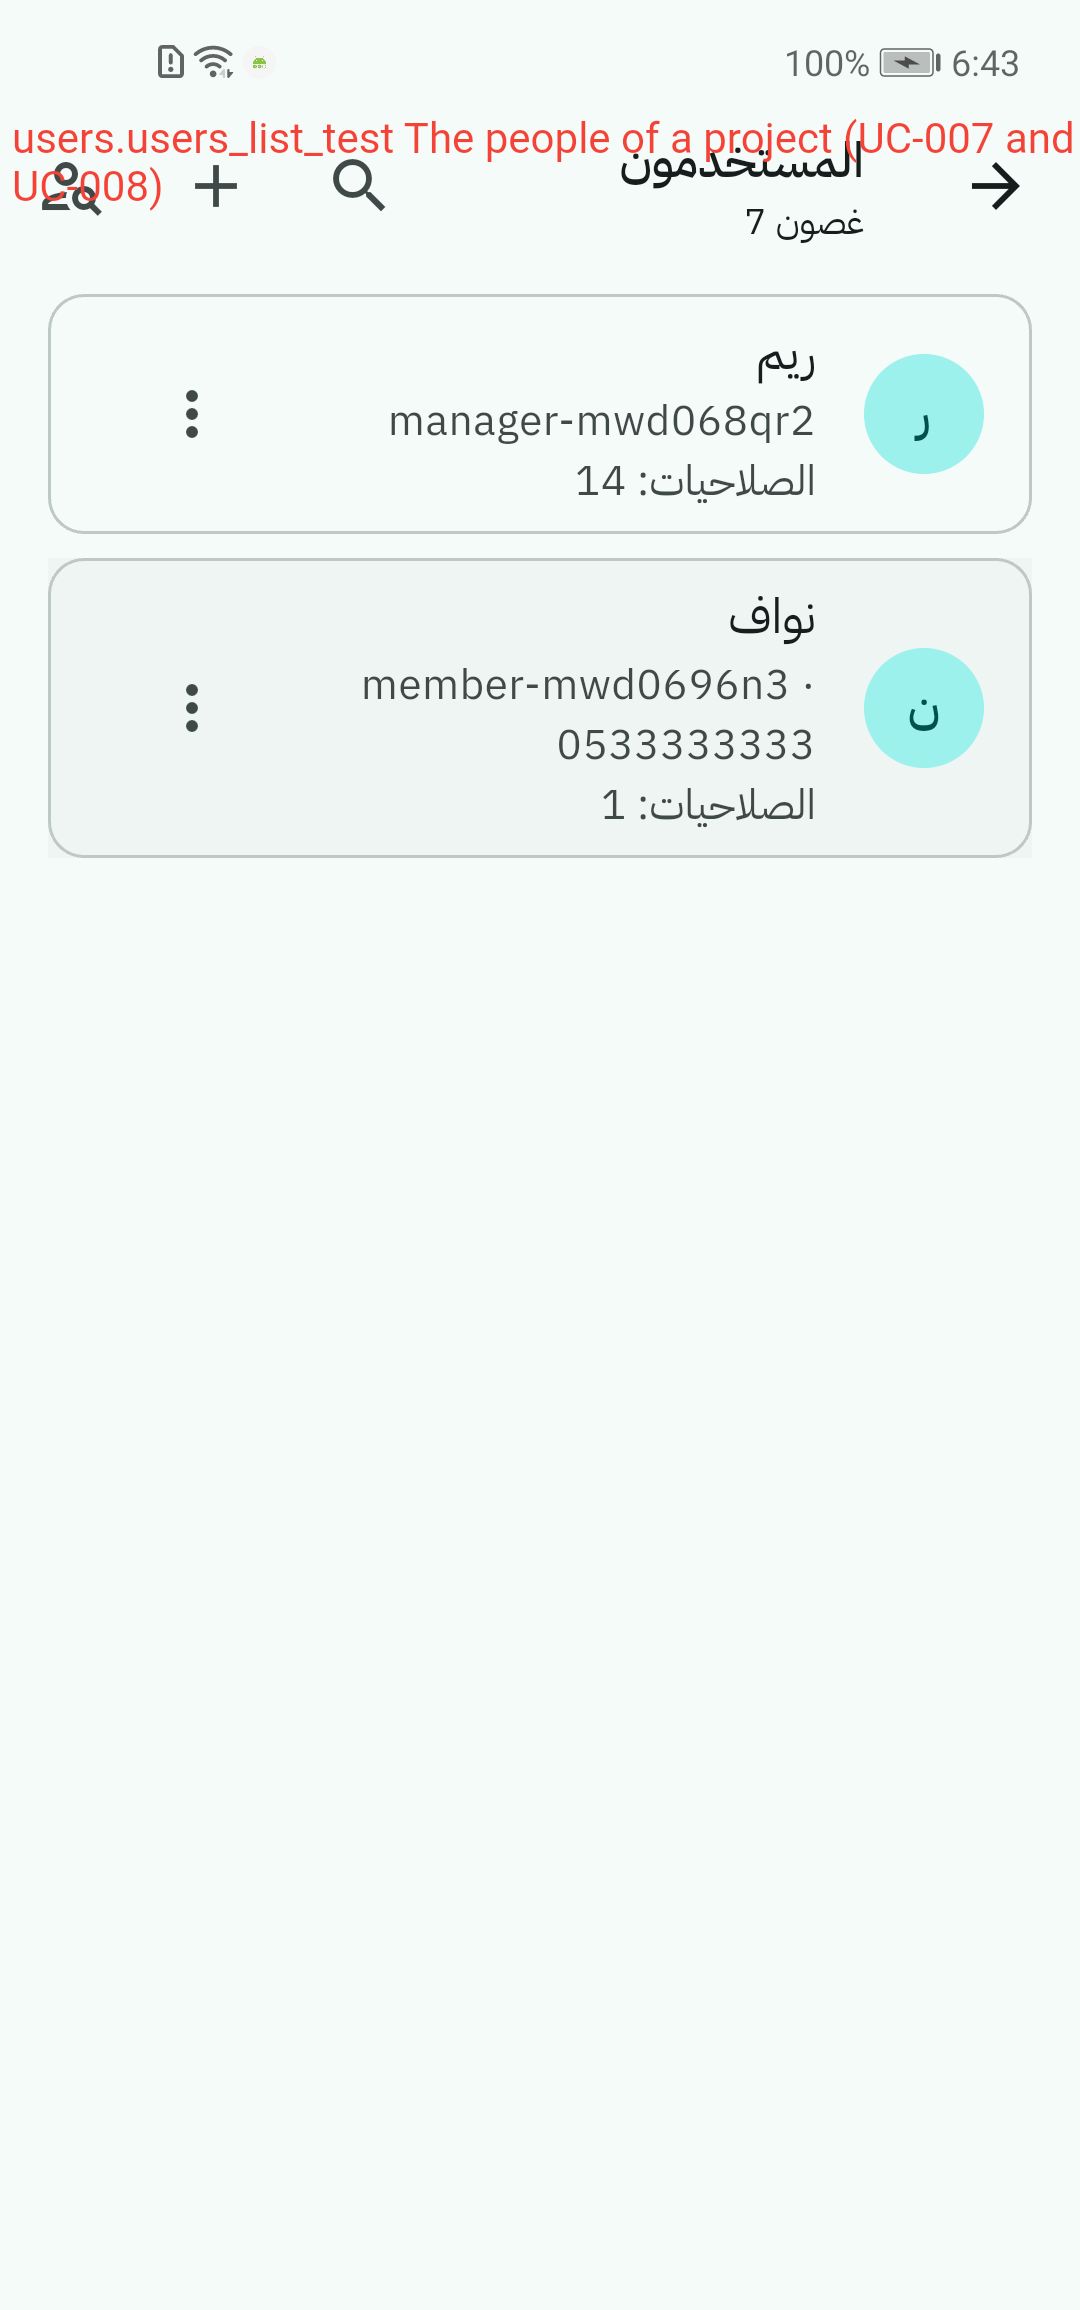 100% 6:43
users.users_list_test The people of a project (UC-007 and
UC-008)
المستخدمون
غصون 7
ريم
manager-mwd068qr2
الصلاحيات: 14
ر
نواف
member-mwd0696n3 ·
0533333333
الصلاحيات: 1
ن